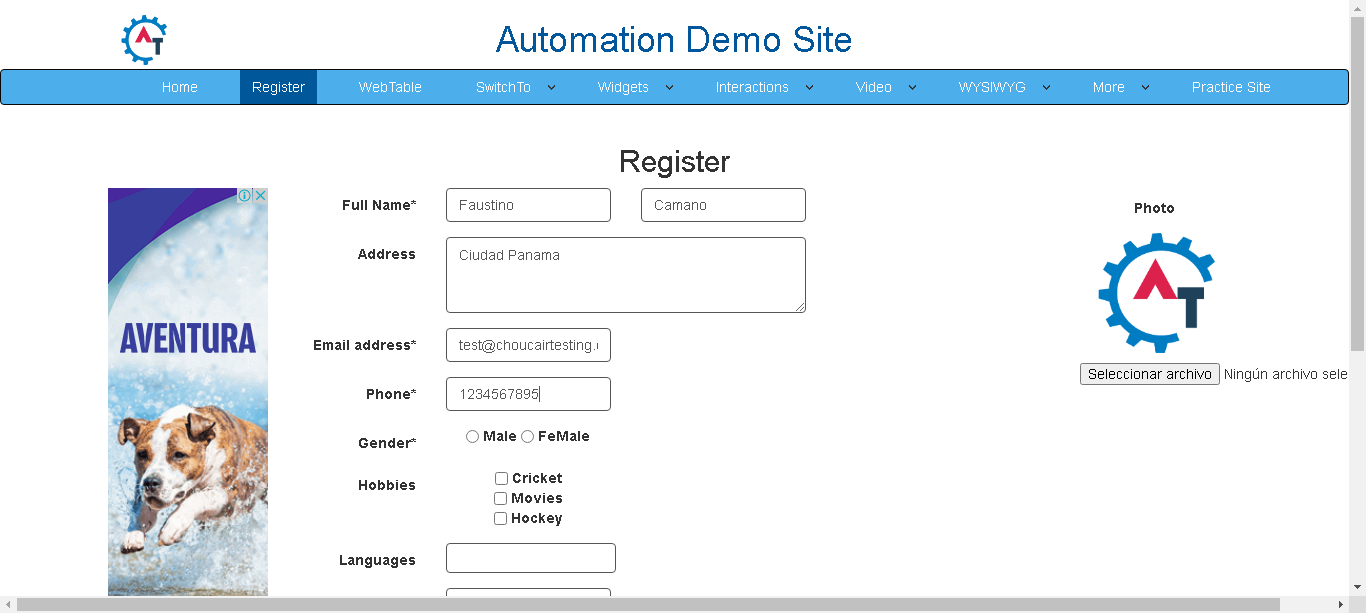 Automation Demo Site
Home Register WebTable SwitchTo Widgets Interactions Video WYSIWYG More Practice Site
Register
Full Name* Faustino Camano
Photo
Address Ciudad Panama
AVENTURA
Email address* test@choucairtesting.
Seleccionar archivo Ningún archivo sele
Phone* 1234567895
Gender* Male FeMale
Hobbies Cricket
Movies
Hockey
Languages